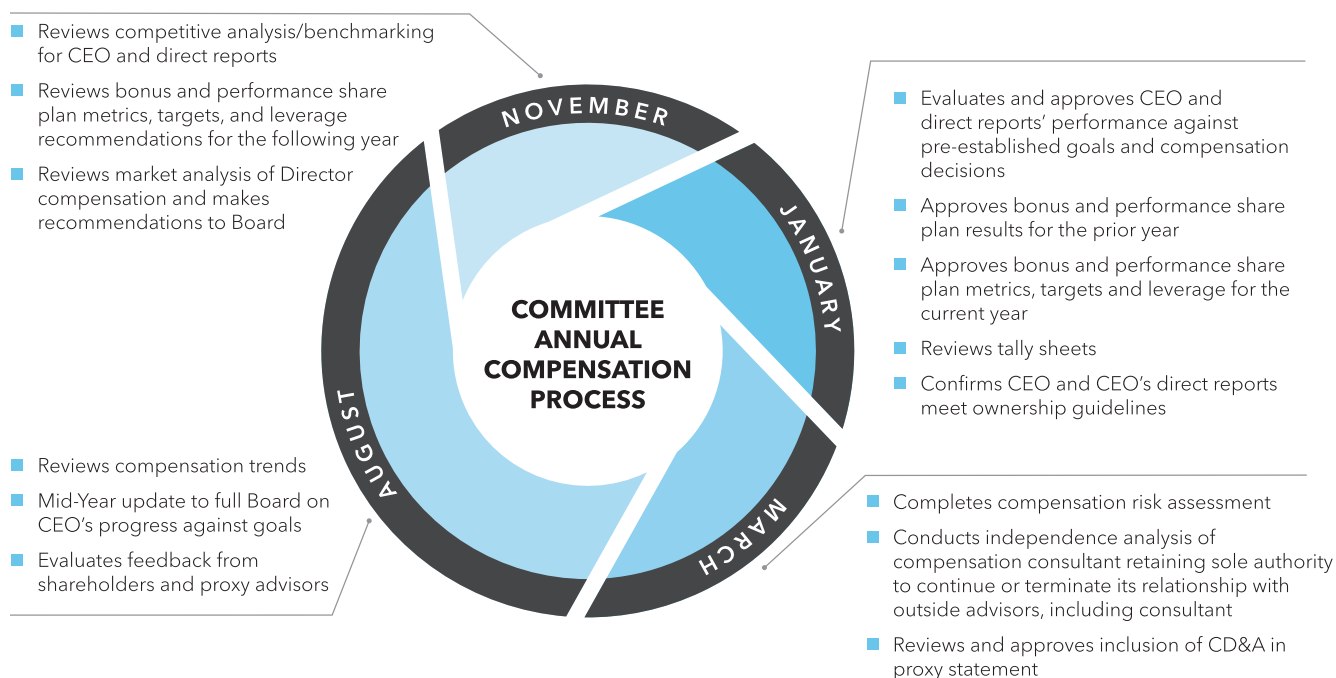 Reviews competitive analysis/benchmarking
for CEO and direct reports
Reviews bonus and performance share
plan metrics, targets, and leverage
recommendations for the following year
Reviews market analysis of Director
compensation and makes
recommendations to Board
NOVEMBER
JANUARY
Evaluates and approves CEO and
direct reports‘ performance against
pre-established goals and compensation
decisions
Approves bonus and performance share
plan results for the prior year
Approves bonus and performance share
plan metrics, targets and leverage for the
current year
Reviews tally sheets
Confirms CEO and CEO’s direct reports
meet ownership guidelines
COMMITTEE
ANNUAL
COMPENSATION
PROCESS
AUGUST
Reviews compensation trends
Mid-Year update to full Board on
CEO’s progress against goals
Evaluates feedback from
shareholders and proxy advisors
MARCH
Completes compensation risk assessment
Conducts independence analysis of
compensation consultant retaining sole authority
to continue or terminate its relationship with
outside advisors, including consultant
Reviews and approves inclusion of CD&A in
proxy statement